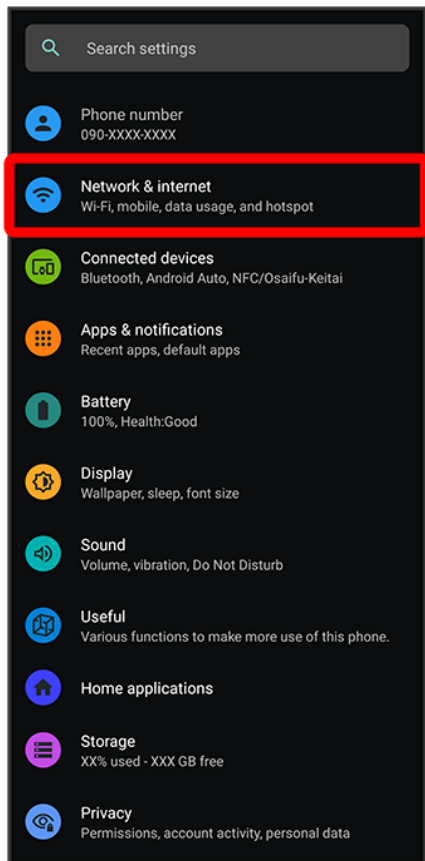 Search settings
Phone number
090-XXXX-XXXX
Network & internet
Wi-Fi, mobile, data usage, and hotspot
Connected devices
Bluetooth, Android Auto, NFC/Osaifu-Keitai
Apps & notifications
Recent apps, default apps
Battery
100%, Health:Good
Display
Wallpaper, sleep, font size
Sound
Volume, vibration, Do Not Disturb
Useful
Various functions to make more use of this phone.
Home applications
Storage
XX% used - XXX GB free
Privacy
Permissions, account activity, personal data